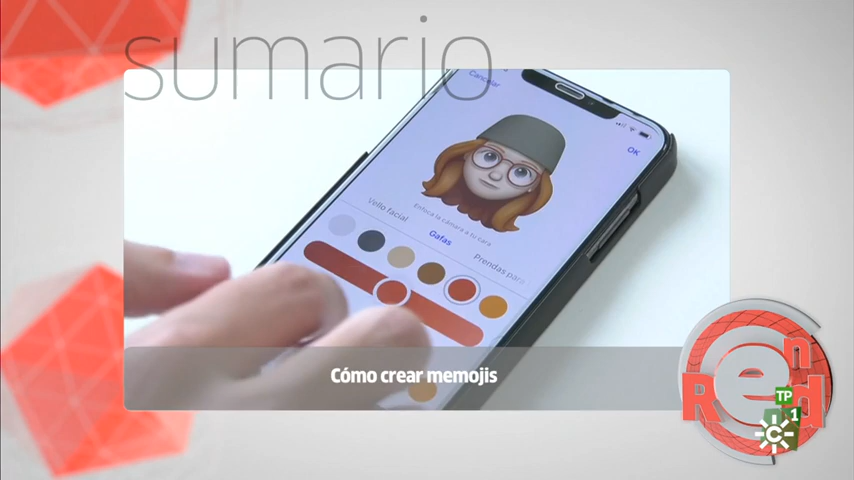 sumario
Cancelar
OK
Enfoca la cámara a tu cara
Vello facial
Gafas
Prendas para
Cómo crear memojis
en
Red
TP
1